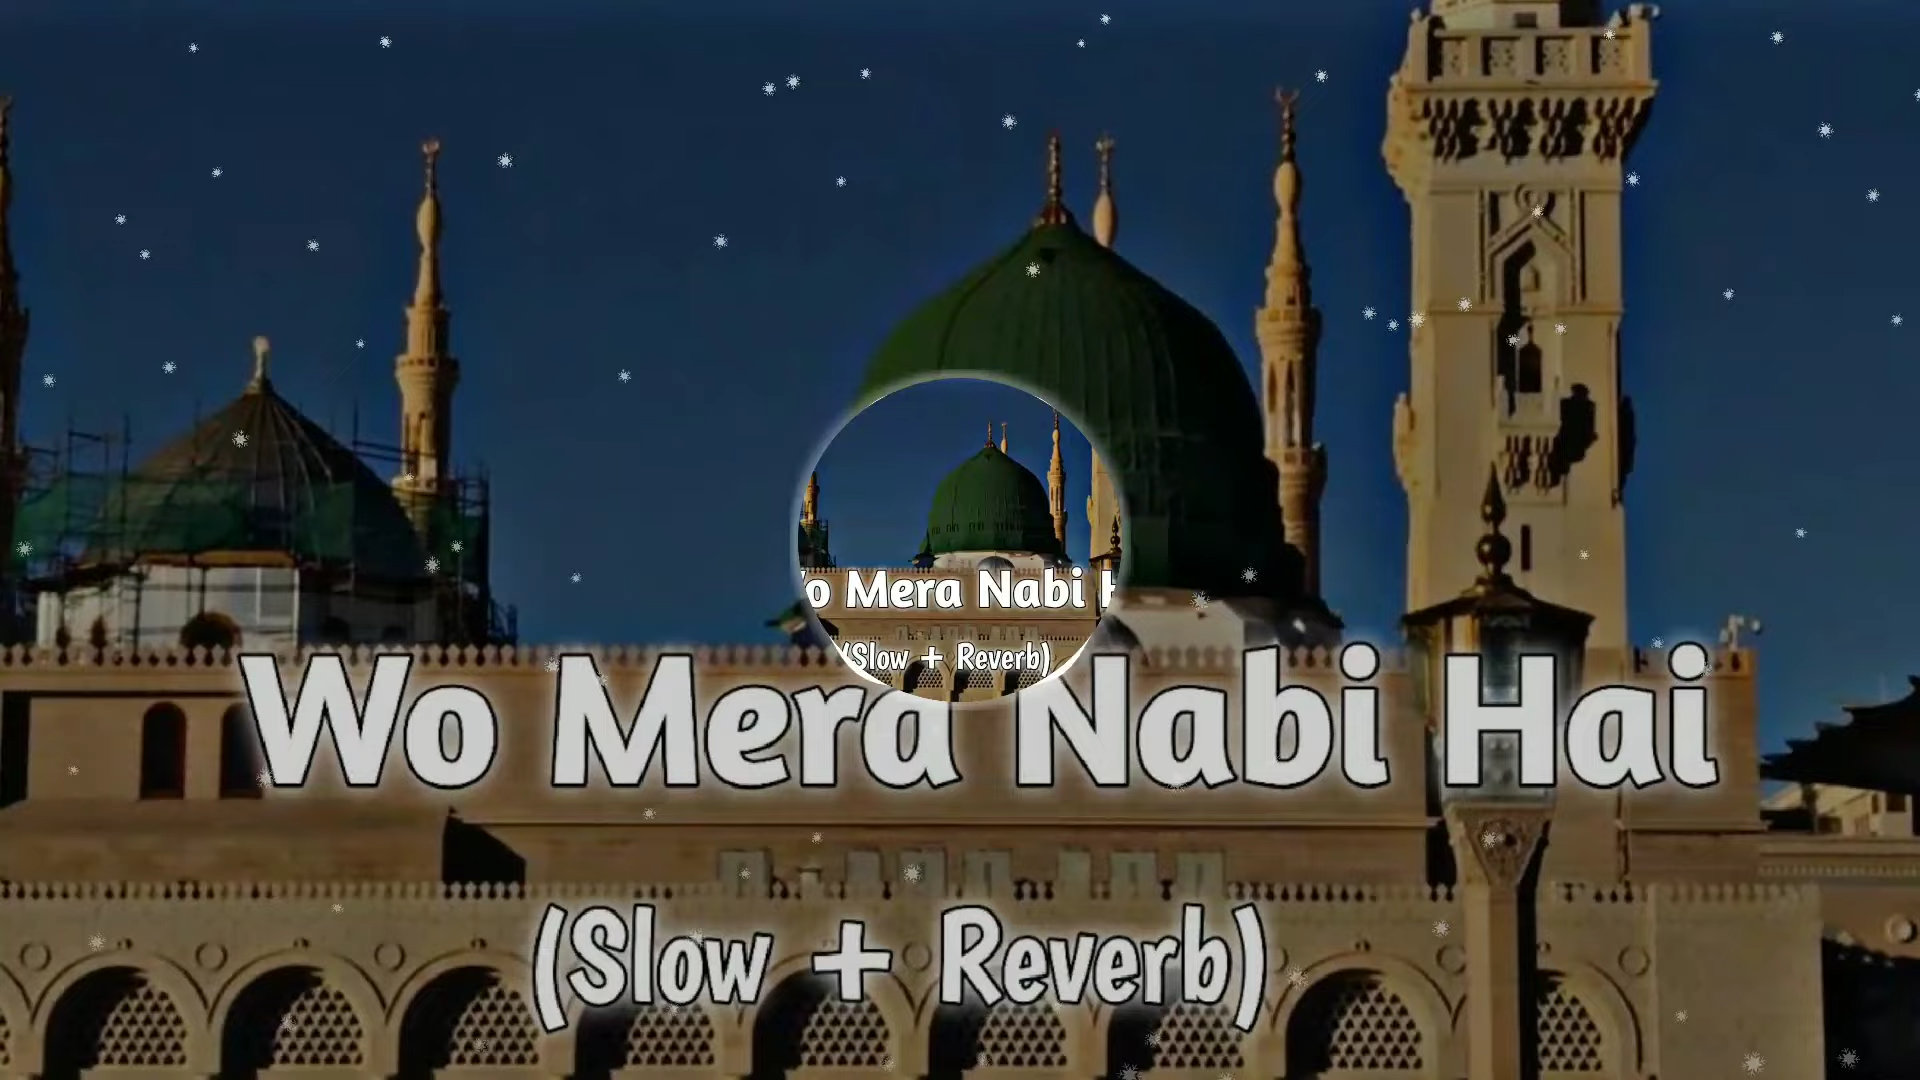 o Mera Nabi H
(Slow + Reverb)
Wo Mera Nabi Hai
(Slow + Reverb)